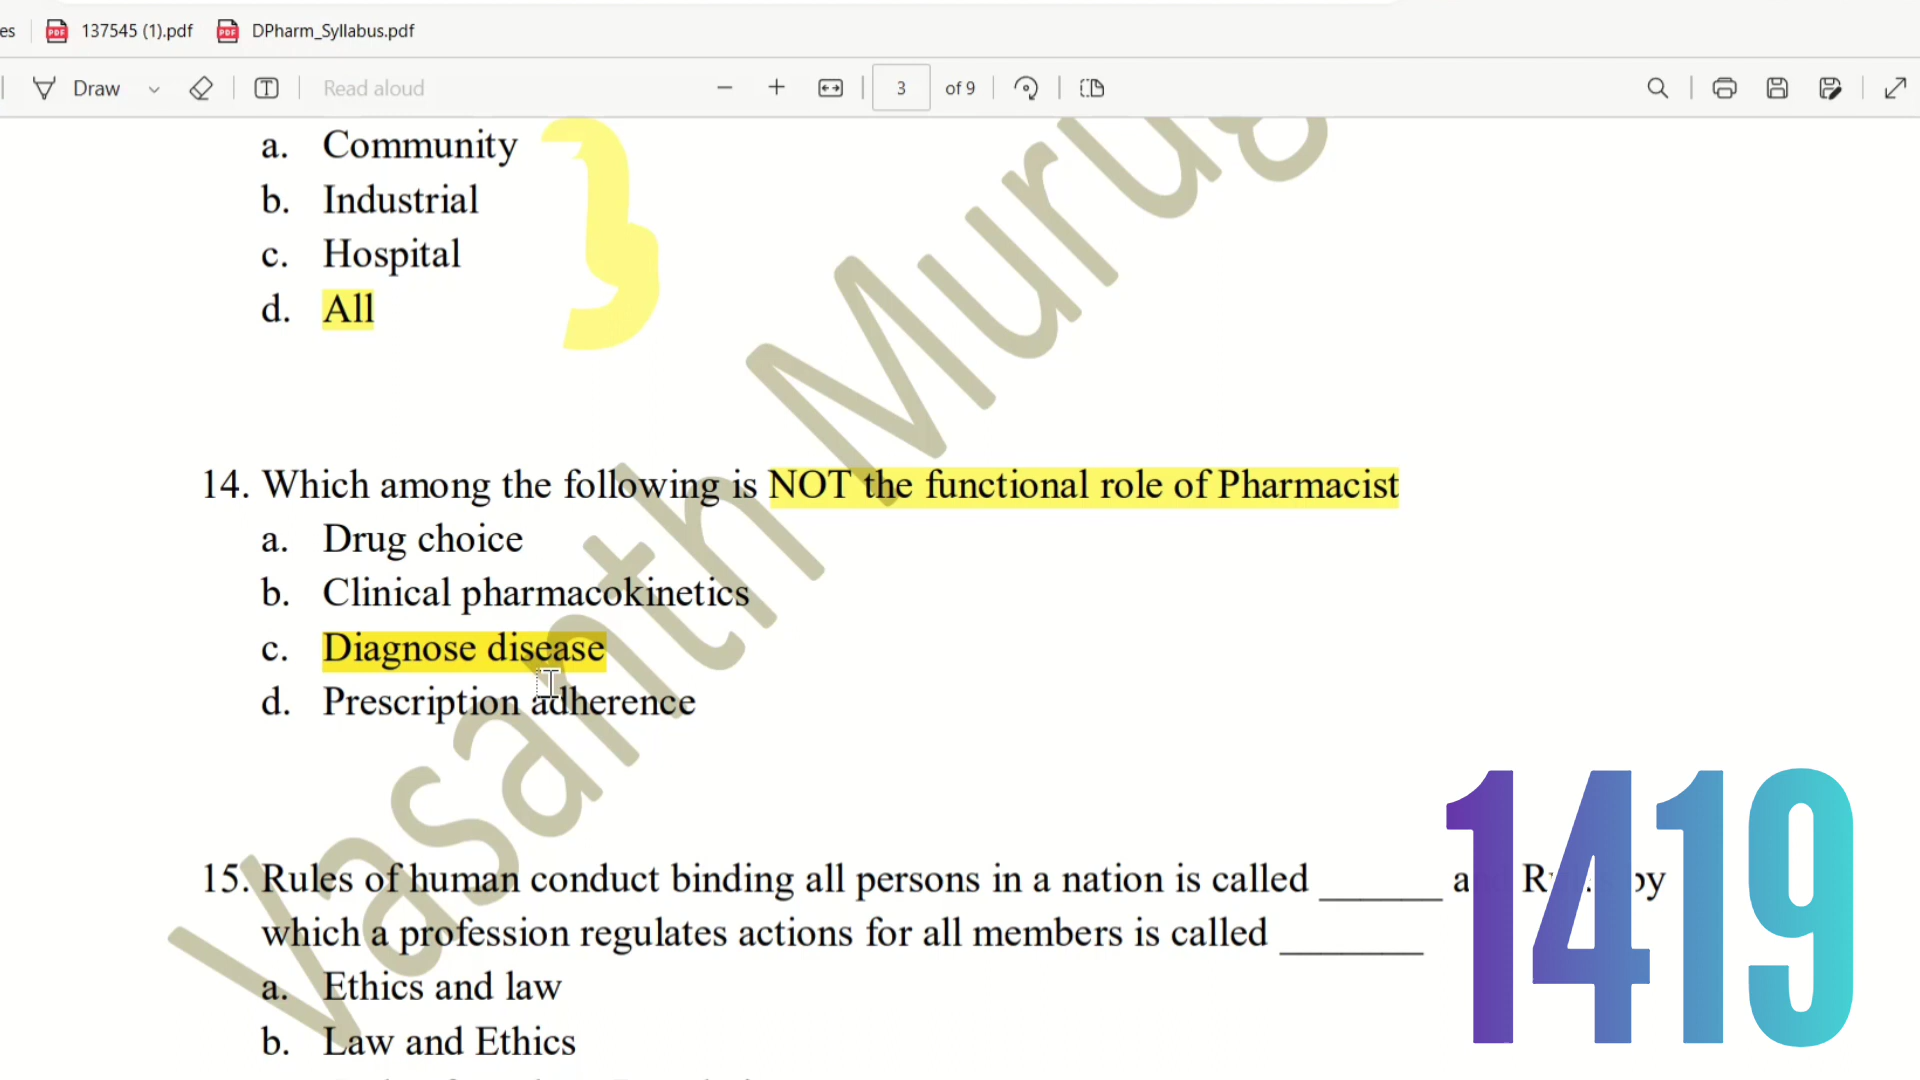 es 137545 (1).pdf DPharm_Syllabus.pdf
Draw Read aloud 3 of 9
a. Community
b. Industrial
c. Hospital
d. All
14. Which among the following is NOT the functional role of Pharmacist
a. Drug choice
b. Clinical pharmacokinetics
c. Diagnose disease
d. Prescription adherence
15. Rules of human conduct binding all persons in a nation is called ______ by
which a profession regulates actions for all members is called _______
a. Ethics and law
b. Law and Ethics
Vasanth Murug
1419